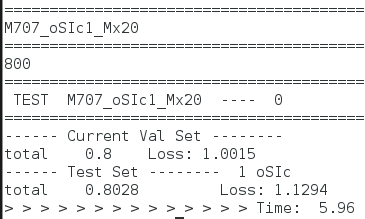 ========================================
M707_oSIc1_Mx20
========================================
800
========================================
 TEST  M707_oSIc1_Mx20  ----  0
========================================
------ Current Val Set --------
total    0.8    Loss: 1.0015
------ Test Set --------  1 oSIc
total    0.8028         Loss: 1.1294
> > > > > > > > > > > > > > Time:  5.96